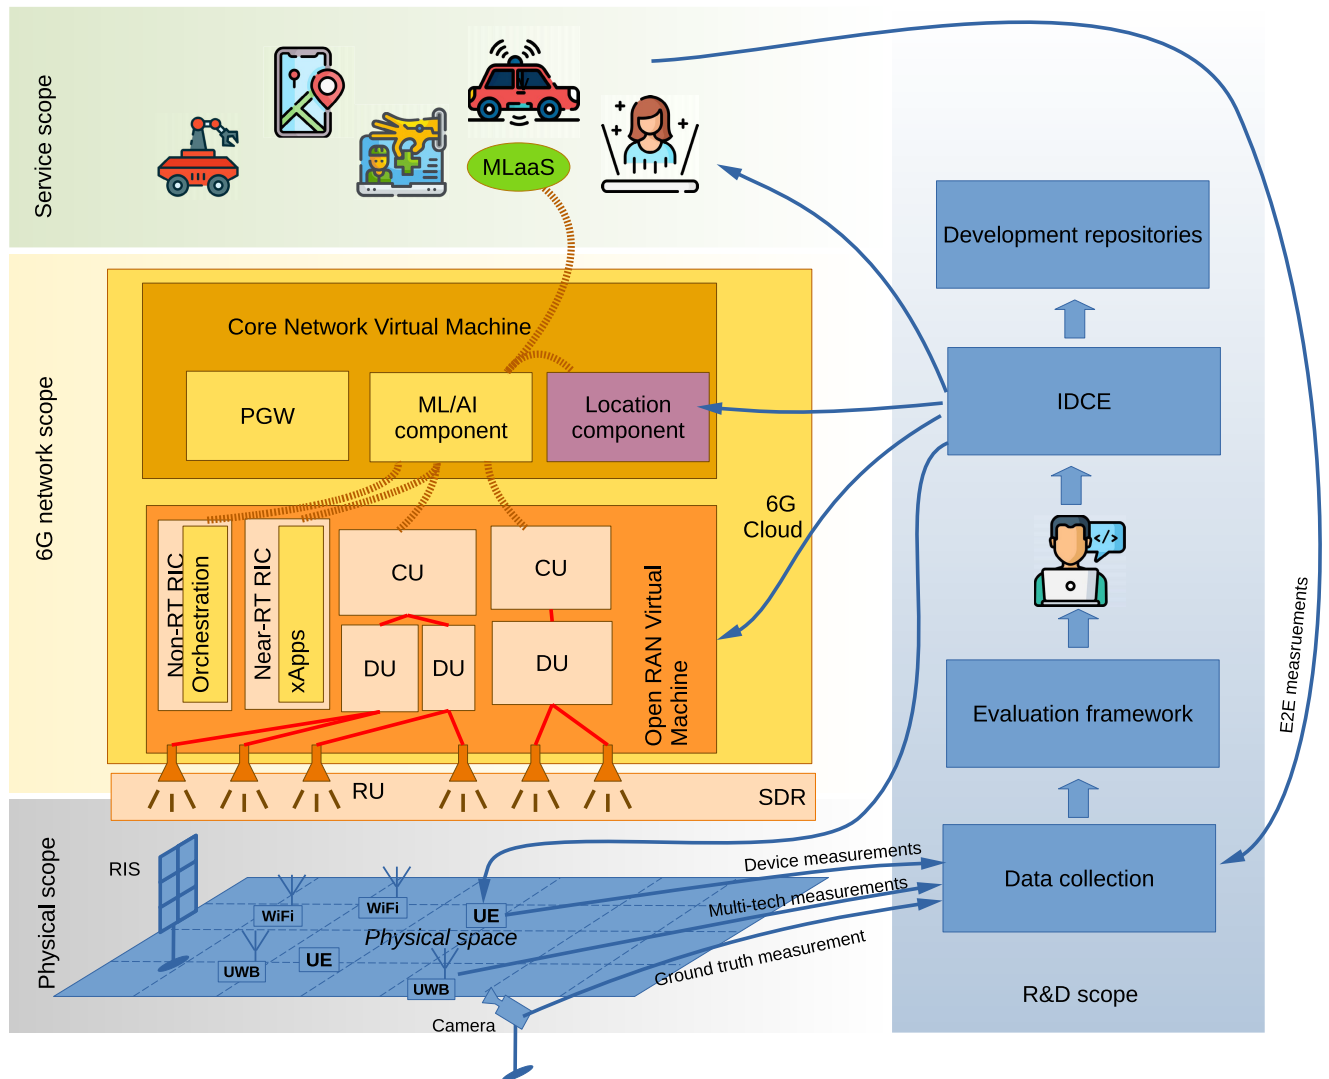 Service scope
MLaaS
</>
Development repositories
IDCE
Evaluation framework
Data collection
R&D scope
E2E measruements
6G network scope
Core Network Virtual Machine
PGW
ML/AI
component
Location
component
6G
Cloud
Non-RT RIC
Orchestration
Near-RT RIC
xApps
CU
CU
DU
DU
DU
Open RAN Virtual
Machine
RU
SDR
Physical scope
RIS
WiFi
WiFi
UE
Physical space
UWB
UE
UWB
Camera
Device measurements
Multi-tech measurements
Ground truth measurement